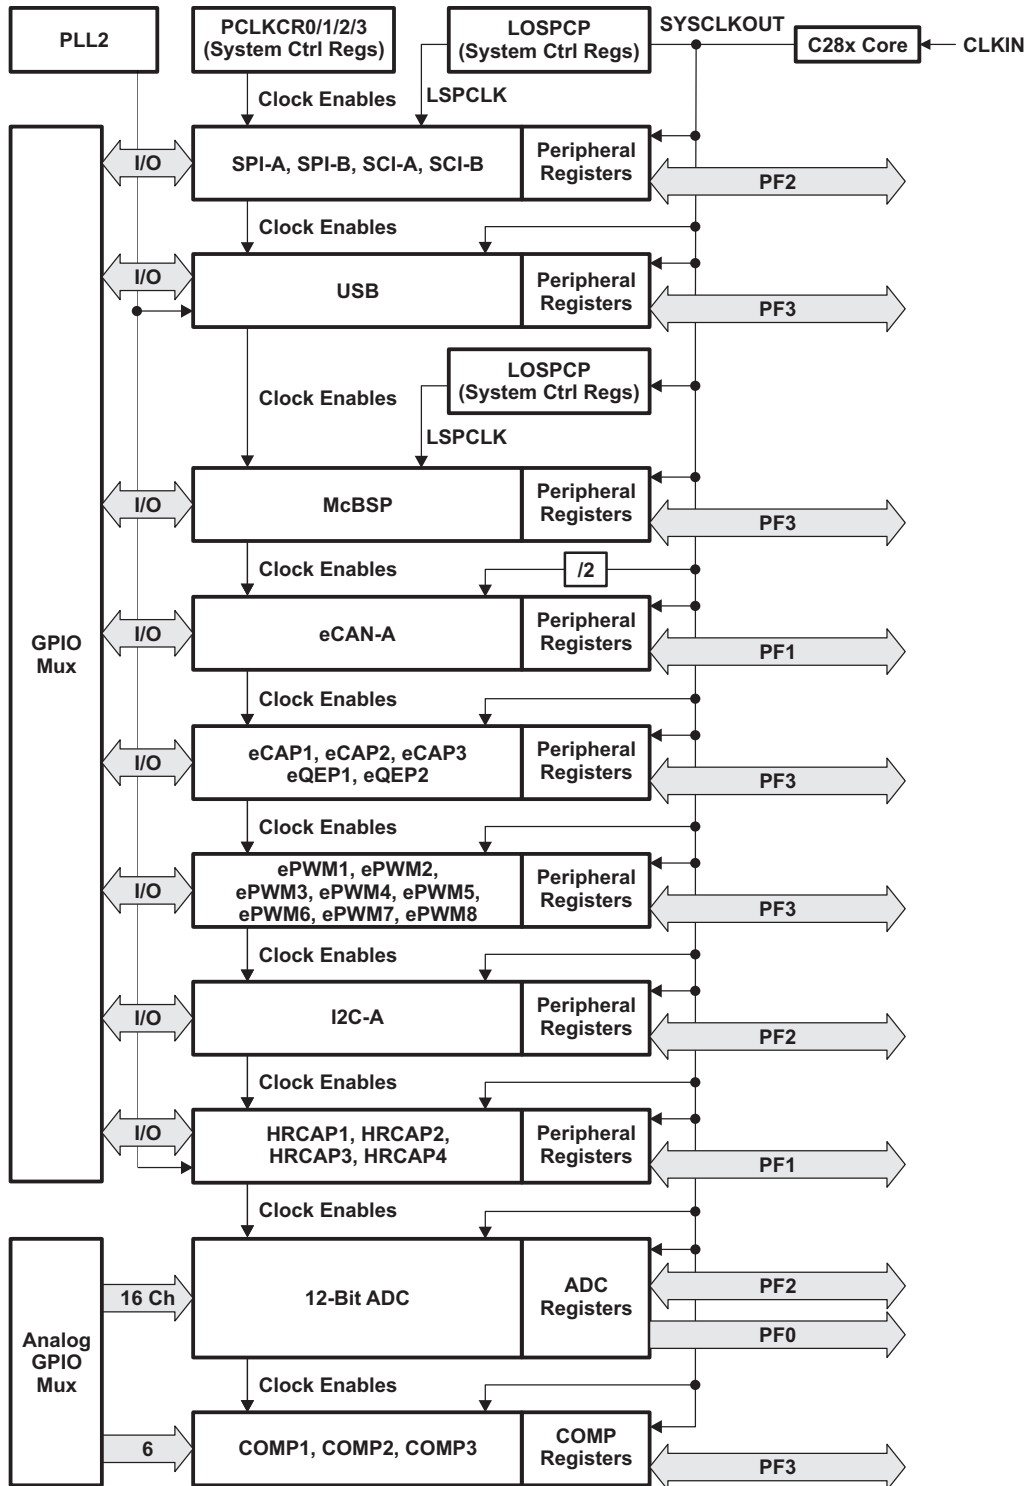 PLL2
PCLKCR0/1/2/3
(System Ctrl Regs)
LOSPCP
(System Ctrl Regs)
SYSCLKOUT
C28x Core
CLKIN
Clock Enables
LSPCLK
I/O
SPI-A, SPI-B, SCI-A, SCI-B
Peripheral
Registers
PF2
Clock Enables
I/O
USB
Peripheral
Registers
PF3
LOSPCP
(System Ctrl Regs)
Clock Enables
LSPCLK
I/O
McBSP
Peripheral
Registers
PF3
Clock Enables
/2
GPIO
Mux
I/O
eCAN-A
Peripheral
Registers
PF1
Clock Enables
I/O
eCAP1, eCAP2, eCAP3
eQEP1, eQEP2
Peripheral
Registers
PF3
Clock Enables
I/O
ePWM1, ePWM2,
ePWM3, ePWM4, ePWM5,
ePWM6, ePWM7, ePWM8
Peripheral
Registers
PF3
Clock Enables
I/O
I2C-A
Peripheral
Registers
PF2
Clock Enables
I/O
HRCAP1, HRCAP2,
HRCAP3, HRCAP4
Peripheral
Registers
PF1
Clock Enables
Analog
GPIO
Mux
16 Ch
12-Bit ADC
ADC
Registers
PF2
PF0
Clock Enables
6
COMP1, COMP2, COMP3
COMP
Registers
PF3